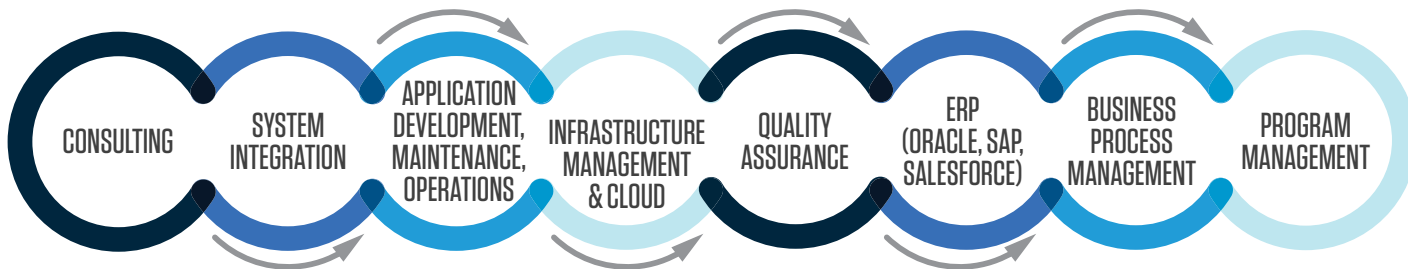 CONSULTING
SYSTEM
INTEGRATION
APPLICATION
DEVELOPMENT,
MAINTENANCE,
OPERATIONS
INFRASTRUCTURE
MANAGEMENT
& CLOUD
QUALITY
ASSURANCE
ERP
(ORACLE, SAP,
SALESFORCE)
BUSINESS
PROCESS
MANAGEMENT
PROGRAM
MANAGEMENT